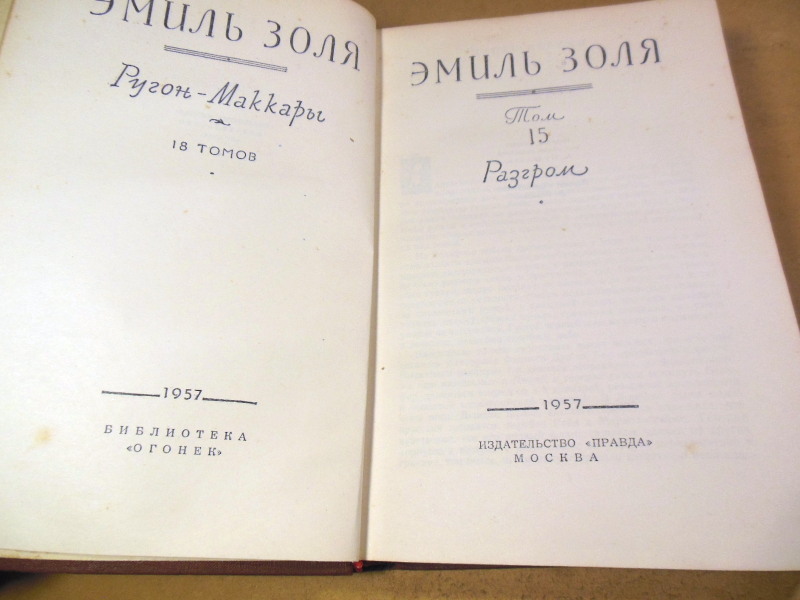 ЭМИЛЬ ЗОЛЯ
Ругон-Маккары
18 ТОМОВ
1957
БИБЛИОТЕКА
«ОГОНЕК»
ЭМИЛЬ ЗОЛЯ
Том
15
Разгром
1957
ИЗДАТЕЛЬСТВО «ПРАВДА»
МОСКВА